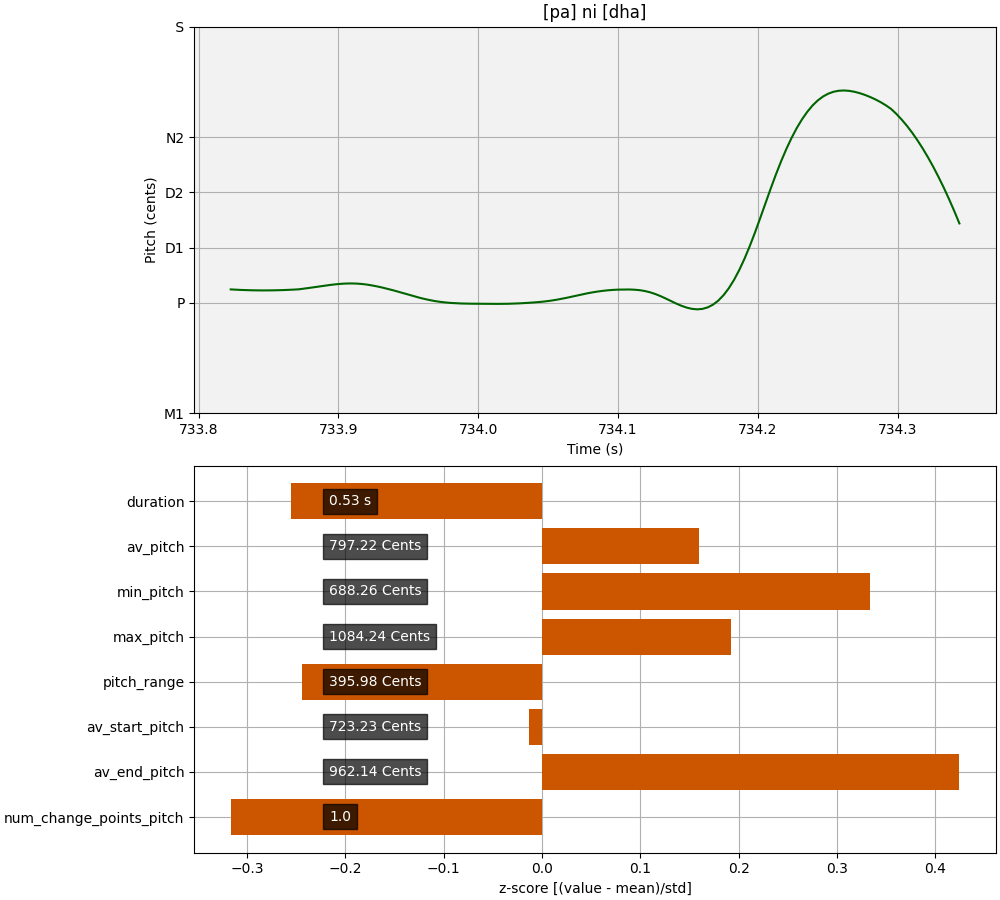 [pa] ni [dha]
S
N2
D2
D1
P
M1
Pitch (cents)
733.8 733.9 734.0 734.1 734.2 734.3
Time (s)
duration 0.53 s
av_pitch 797.22 Cents
min_pitch 688.26 Cents
max_pitch 1084.24 Cents
pitch_range 395.98 Cents
av_start_pitch 723.23 Cents
av_end_pitch 962.14 Cents
num_change_points_pitch 1.0
−0.3 −0.2 −0.1 0.0 0.1 0.2 0.3 0.4
z-score [(value - mean)/std]